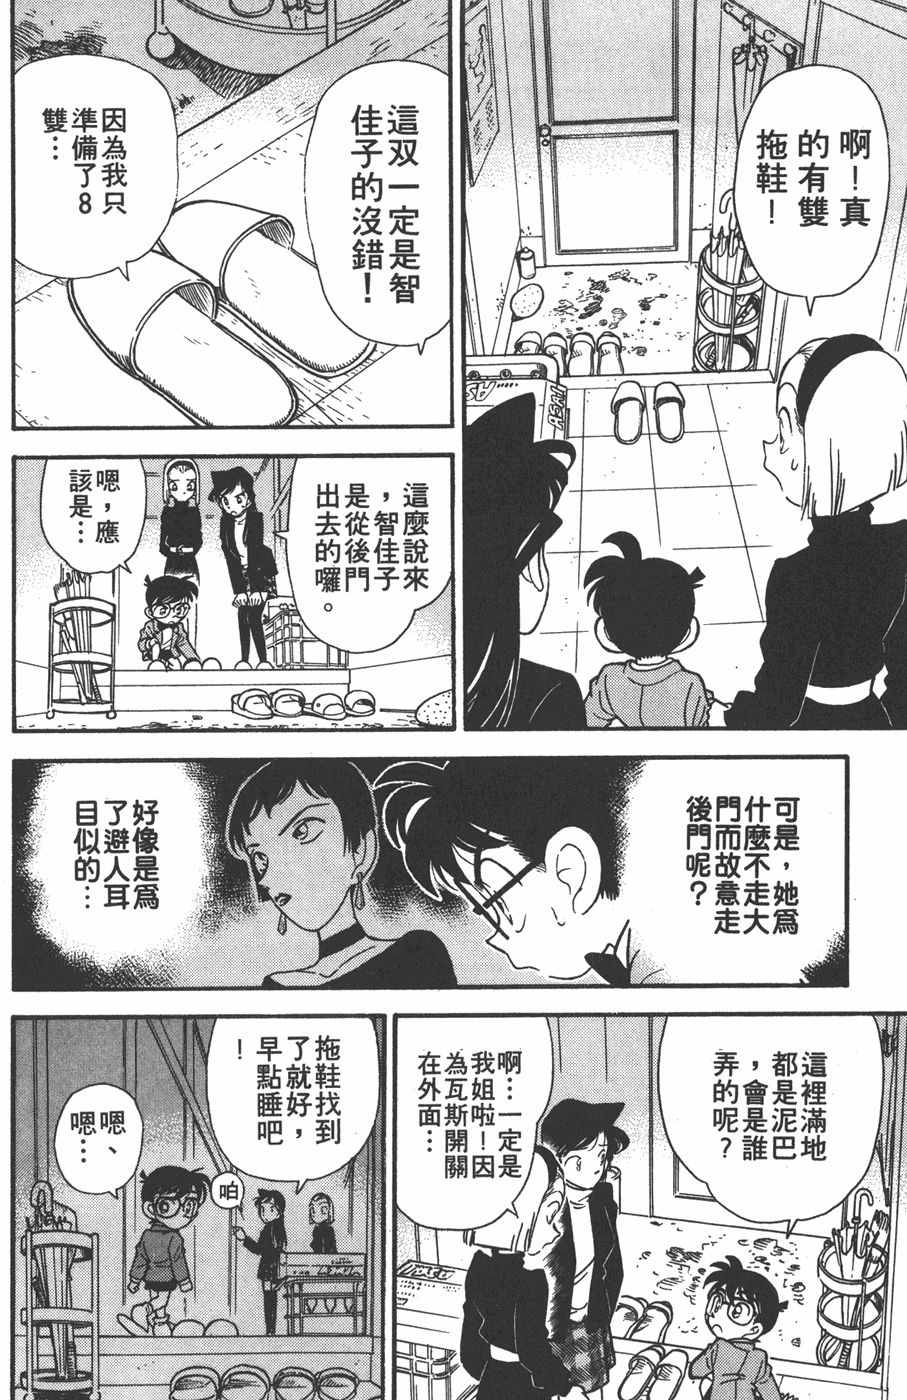 啊！真
的有雙
拖鞋！
ASAI
這双一定是智
佳子的沒錯！
因為我只
準備了8
雙…
這麼說來
，智佳子
是從後門
出去的囉。
嗯，應
該是…
可是，她為
什麼不走大
門而故意走
後門呢？
好像是為
了避人耳
目似的…
這裡滿地
都是泥巴
，會是誰
弄的呢？
啊…一定是
我姐啦！因
為瓦斯開關
在外面…
拖鞋找到
了就好，
早點睡吧
！
啪
嗯、
嗯…